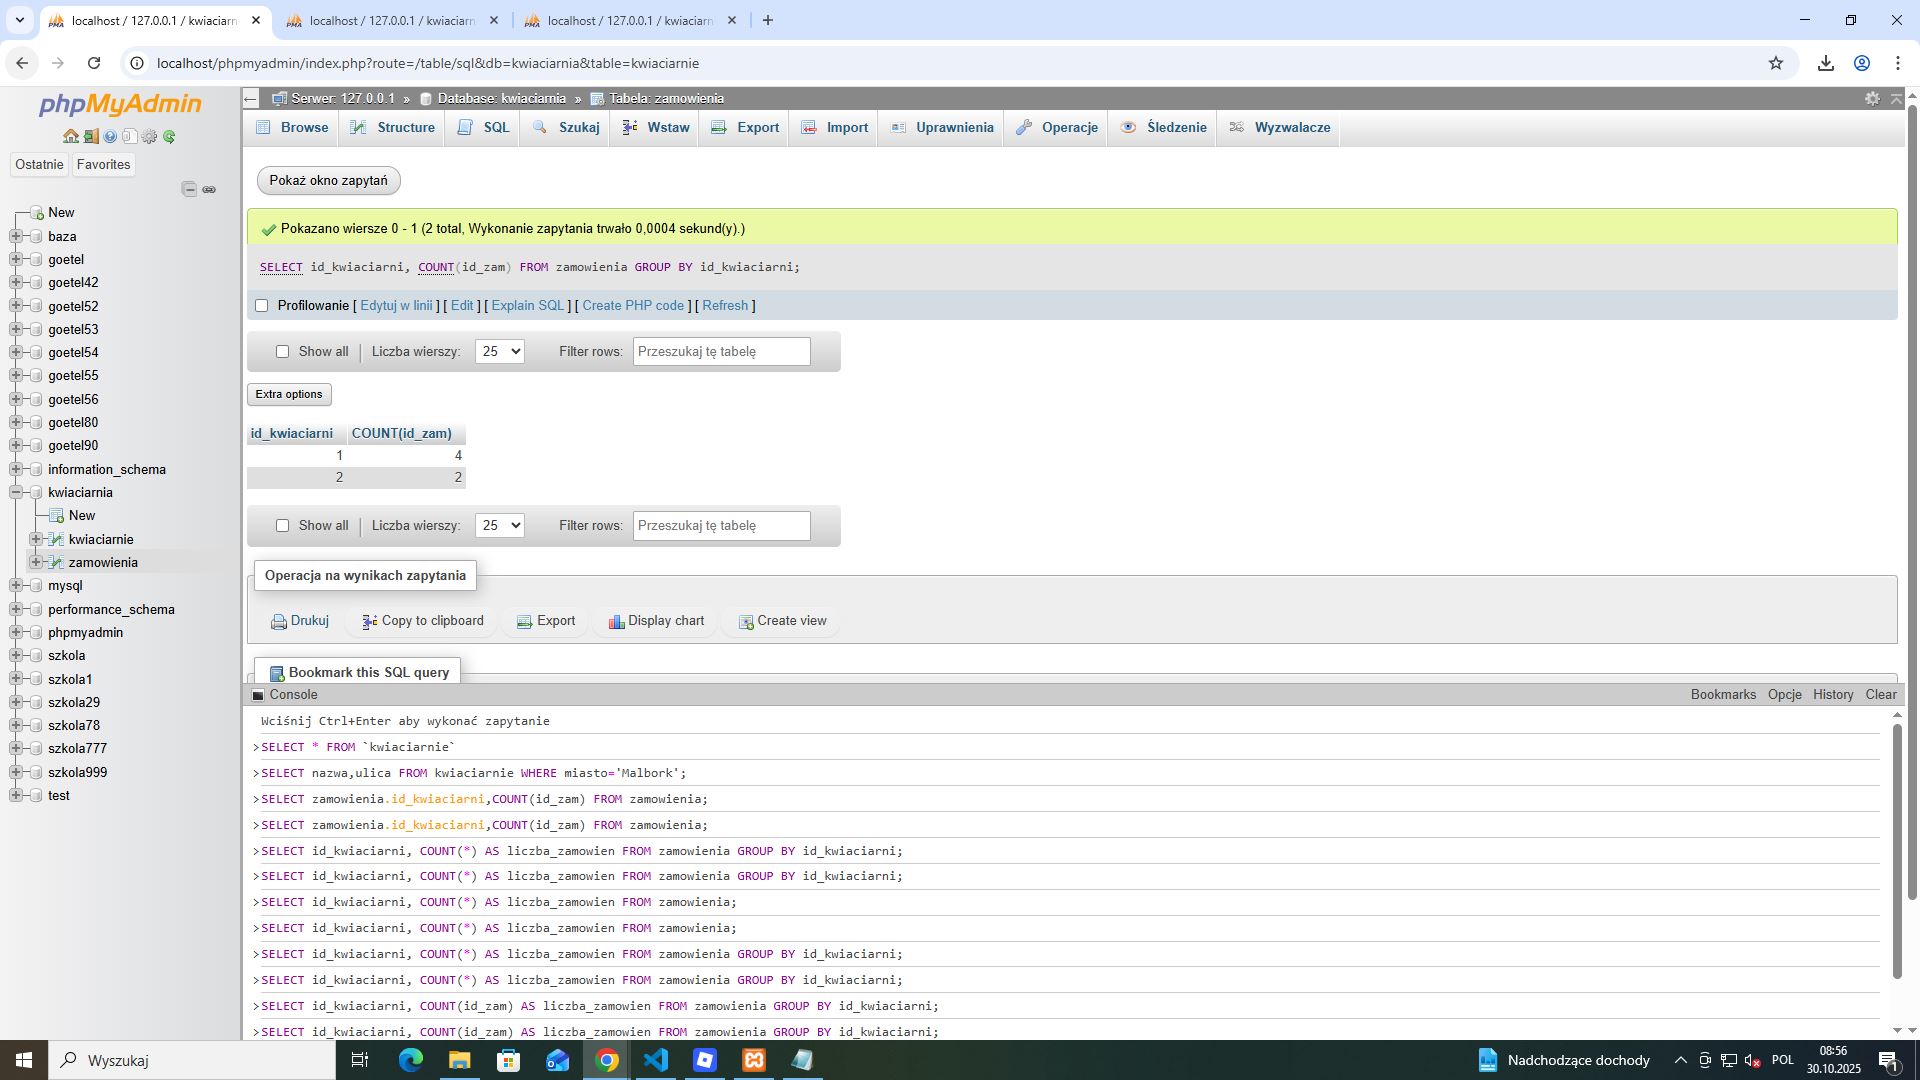 localhost / 127.0.0.1 / kwiaciarn
localhost / 127.0.0.1 / kwiaciarn
localhost / 127.0.0.1 / kwiaciarn
localhost/phpmyadmin/index.php?route=/table/sql&db=kwiaciarnia&table=kwiaciarnie
phpMyAdmin
Ostatnie Favorites
New
baza
goetel
goetel42
goetel52
goetel53
goetel54
goetel55
goetel56
goetel80
goetel90
information_schema
kwiaciarnia
New
kwiaciarnie
zamowienia
mysql
performance_schema
phpmyadmin
szkola
szkola1
szkola29
szkola78
szkola777
szkola999
test
Serwer: 127.0.0.1 » Database: kwiaciarnia » Tabela: zamowienia
Browse Structure SQL Szukaj Wstaw Export Import Uprawnienia Operacje Śledzenie Wyzwalacze
Pokaż okno zapytań
Pokazano wiersze 0 - 1 (2 total, Wykonanie zapytania trwało 0,0004 sekund(y).)
SELECT id_kwiaciarni, COUNT(id_zam) FROM zamowienia GROUP BY id_kwiaciarni;
Profilowanie [ Edytuj w linii ] [ Edit ] [ Explain SQL ] [ Create PHP code ] [ Refresh ]
Show all | Liczba wierszy: 25 Filter rows: Przeszukaj tę tabelę
Extra options
id_kwiaciarni COUNT(id_zam)
1 4
2 2
Show all | Liczba wierszy: 25 Filter rows: Przeszukaj tę tabelę
Operacja na wynikach zapytania
Drukuj Copy to clipboard Export Display chart Create view
Bookmark this SQL query
Console Bookmarks Opcje History Clear
Wciśnij Ctrl+Enter aby wykonać zapytanie
>SELECT * FROM `kwiaciarnie`
>SELECT nazwa,ulica FROM kwiaciarnie WHERE miasto='Malbork';
>SELECT zamowienia.id_kwiaciarni,COUNT(id_zam) FROM zamowienia;
>SELECT zamowienia.id_kwiaciarni,COUNT(id_zam) FROM zamowienia;
>SELECT id_kwiaciarni, COUNT(*) AS liczba_zamowien FROM zamowienia GROUP BY id_kwiaciarni;
>SELECT id_kwiaciarni, COUNT(*) AS liczba_zamowien FROM zamowienia GROUP BY id_kwiaciarni;
>SELECT id_kwiaciarni, COUNT(*) AS liczba_zamowien FROM zamowienia;
>SELECT id_kwiaciarni, COUNT(*) AS liczba_zamowien FROM zamowienia;
>SELECT id_kwiaciarni, COUNT(*) AS liczba_zamowien FROM zamowienia GROUP BY id_kwiaciarni;
>SELECT id_kwiaciarni, COUNT(*) AS liczba_zamowien FROM zamowienia GROUP BY id_kwiaciarni;
>SELECT id_kwiaciarni, COUNT(id_zam) AS liczba_zamowien FROM zamowienia GROUP BY id_kwiaciarni;
>SELECT id_kwiaciarni, COUNT(id_zam) AS liczba_zamowien FROM zamowienia GROUP BY id_kwiaciarni;
Wyszukaj
Nadchodzące dochody
POL
08:56
30.10.2025
1